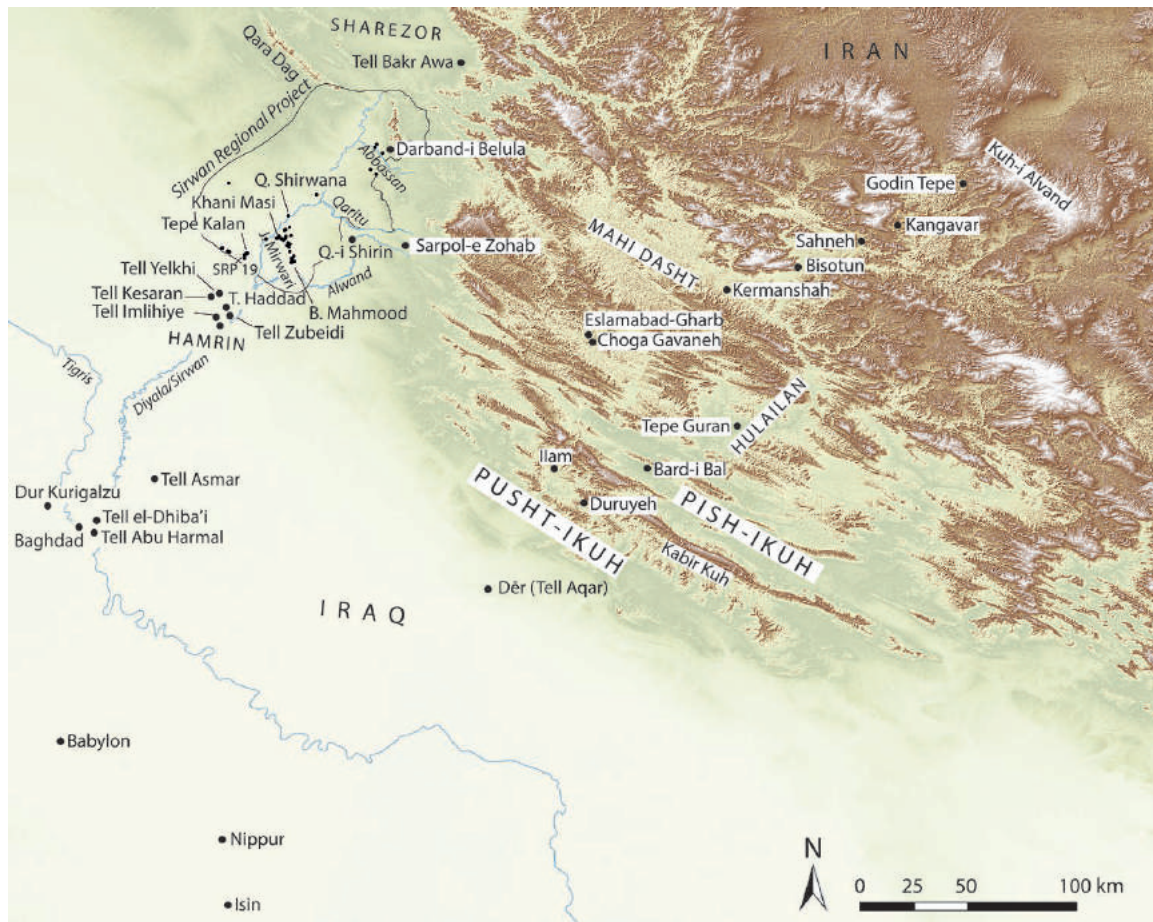 SHAREZOR
Qara Dag
Tell Bakr Awa
IRAN
Sirwan Regional Project
Darband-i Belula
Abbassan
Kuh-i Alvand
Godin Tepe
Q. Shirwana
Khani Masi
Qaritu
Kangavar
Tepe Kalan
J. Mirwari
Sarpol-e Zohab
MAHI DASHT
Sahneh
Q.-i Shirin
Bisotun
SRP 19
Tell Yelkhi
Alwand
Kermanshah
Tell Kesaran
T. Haddad
Tell Imlihiye
B. Mahmood
Tell Zubeidi
Eslamabad-Gharb
HAMRIN
Choga Gavaneh
Tigris
Diyala/Sirwan
Tepe Guran
HULAILAN
Ilam
Bard-i Bal
Tell Asmar
Dur Kurigalzu
PUSHT-IKUH
Duruyeh
PISH-IKUH
Tell el-Dhiba'i
Baghdad
Tell Abu Harmal
Kabir Kuh
Dēr (Tell Aqar)
IRAQ
Babylon
Nippur
N
Isin
0 25 50 100 km